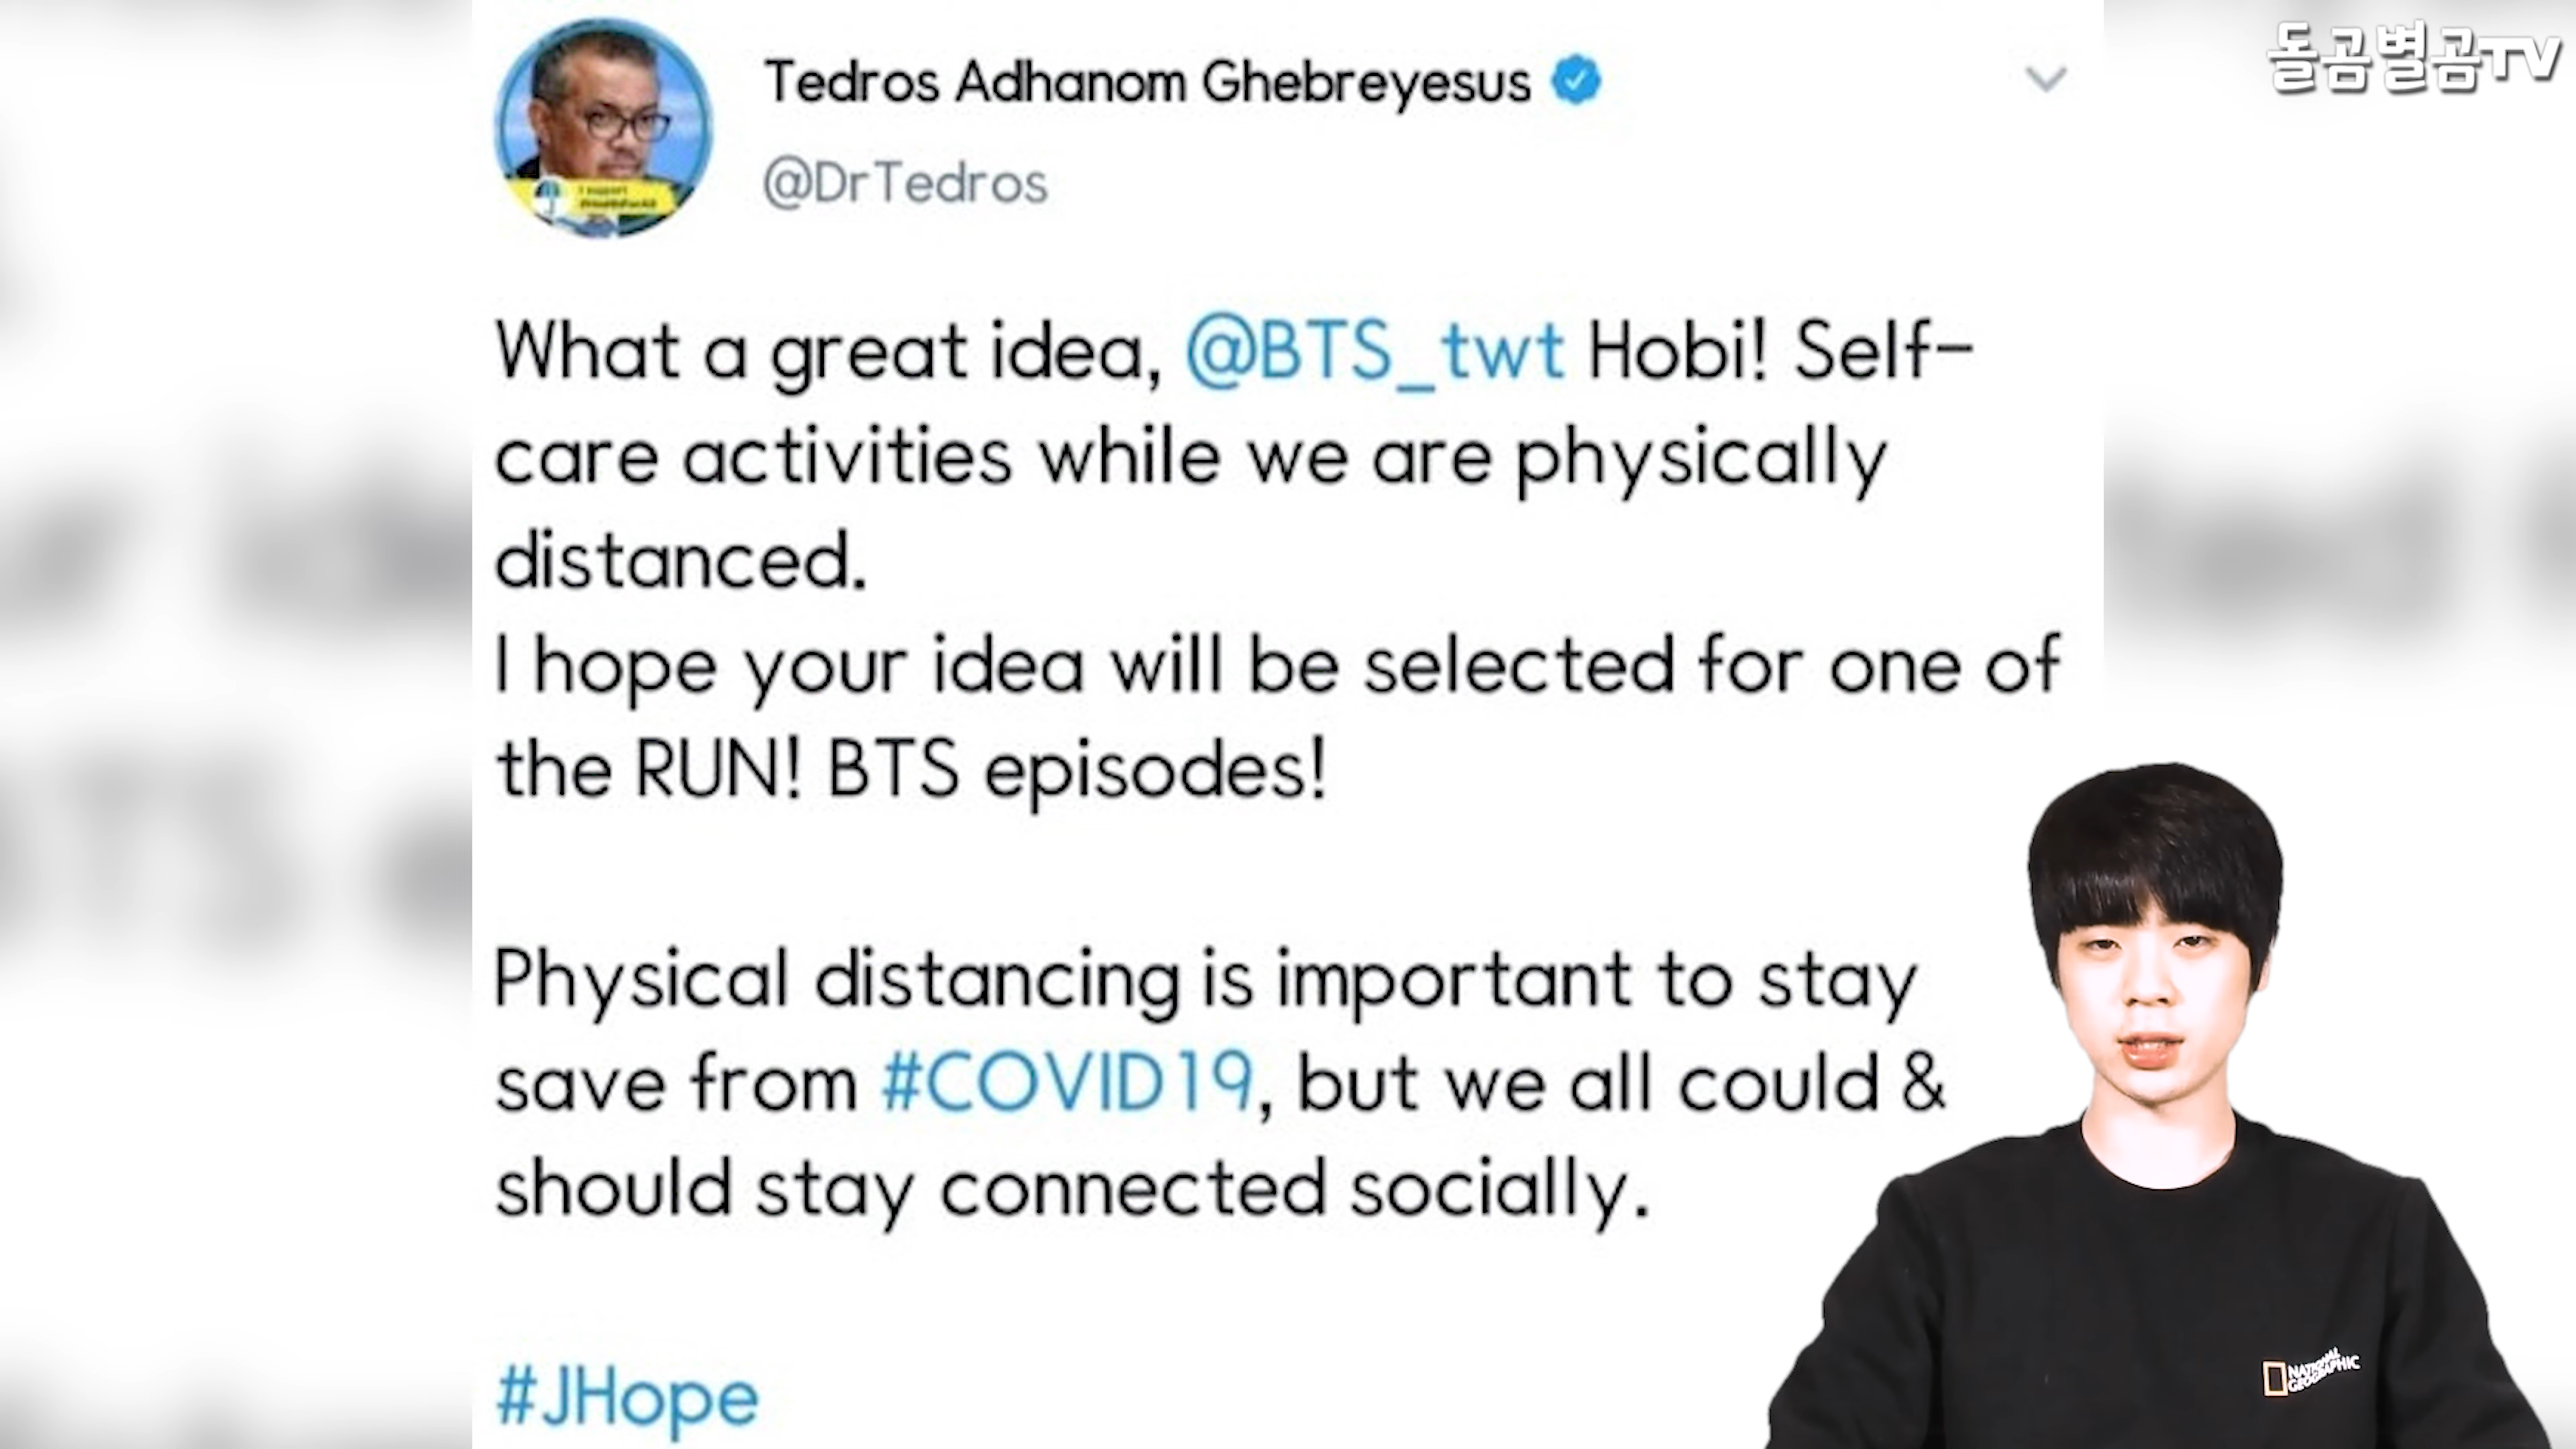 돌곰별곰TV
Tedros Adhanom Ghebreyesus
@DrTedros
What a great idea, @BTS_twt Hobi! Self-
care activities while we are physically
distanced.
I hope your idea will be selected for one of
the RUN! BTS episodes!
Physical distancing is important to stay
save from #COVID19, but we all could &
should stay connected socially.
#JHope
NATIONAL
GEOGRAPHIC